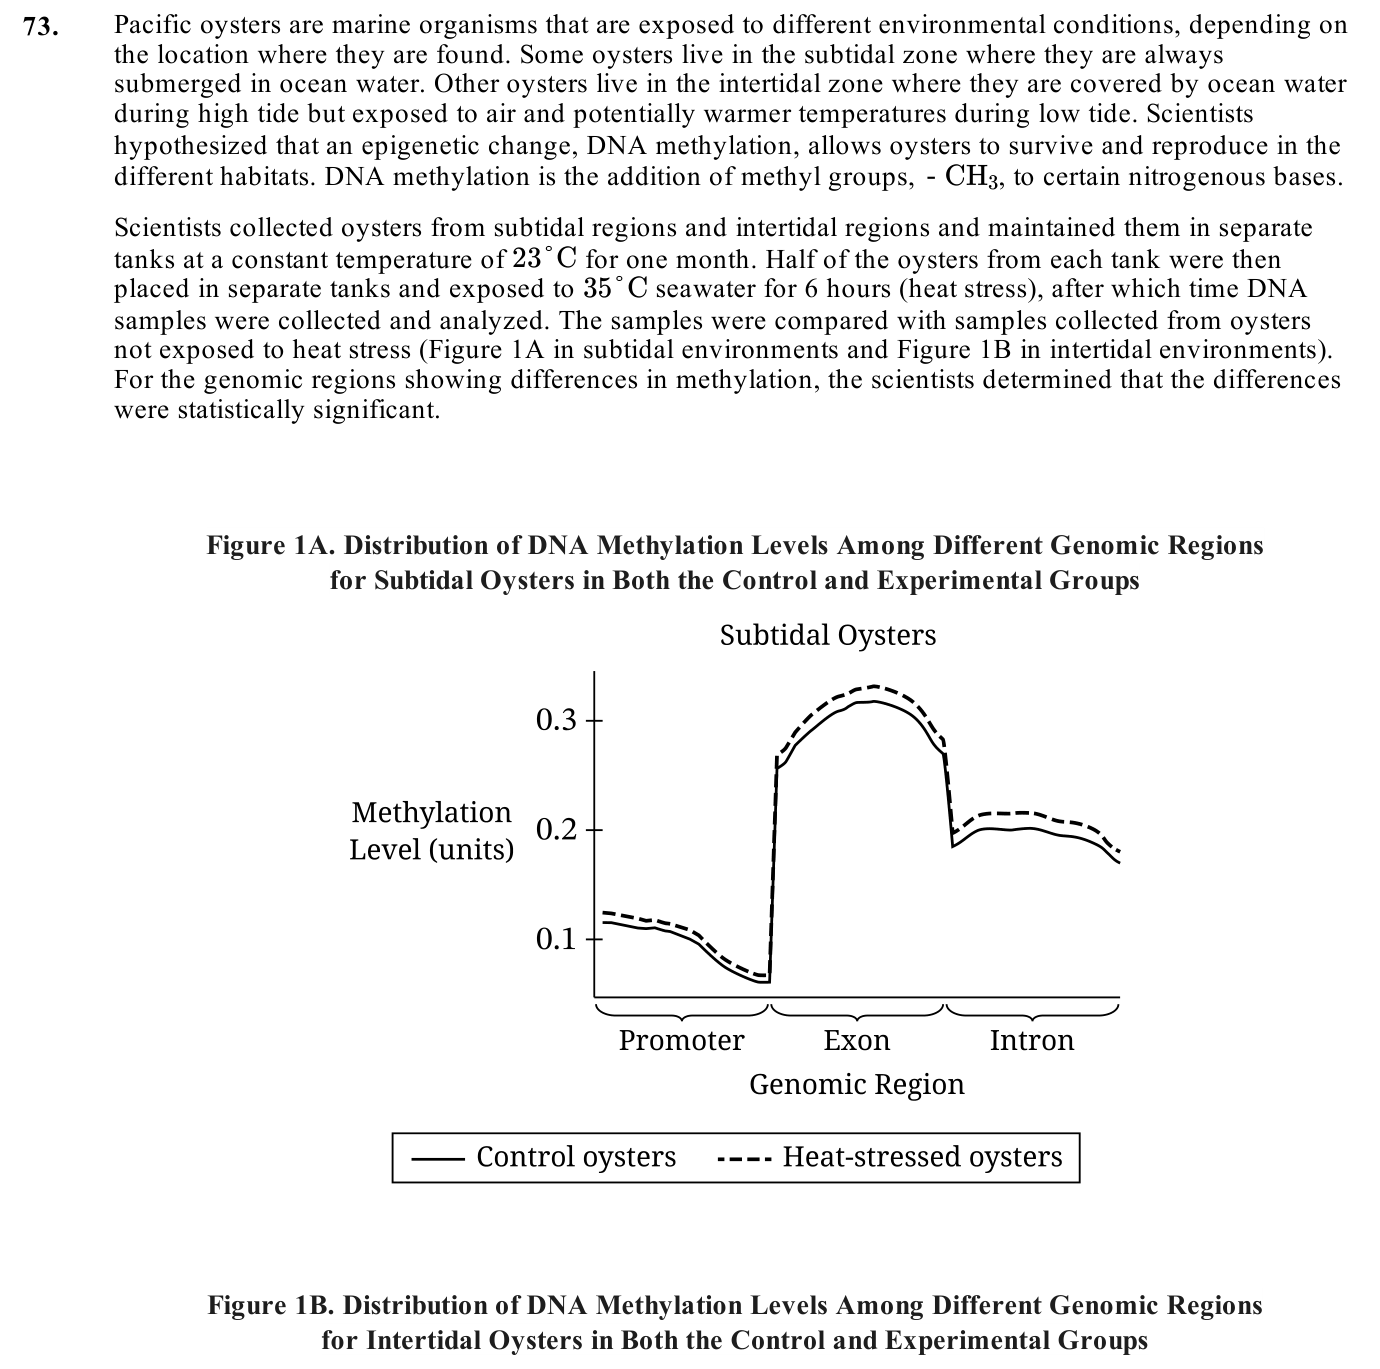 73. Pacific oysters are marine organisms that are exposed to different environmental conditions, depending on
the location where they are found. Some oysters live in the subtidal zone where they are always
submerged in ocean water. Other oysters live in the intertidal zone where they are covered by ocean water
during high tide but exposed to air and potentially warmer temperatures during low tide. Scientists
hypothesized that an epigenetic change, DNA methylation, allows oysters to survive and reproduce in the
different habitats. DNA methylation is the addition of methyl groups, - CH₃, to certain nitrogenous bases.
Scientists collected oysters from subtidal regions and intertidal regions and maintained them in separate
tanks at a constant temperature of 23°C for one month. Half of the oysters from each tank were then
placed in separate tanks and exposed to 35°C seawater for 6 hours (heat stress), after which time DNA
samples were collected and analyzed. The samples were compared with samples collected from oysters
not exposed to heat stress (Figure 1A in subtidal environments and Figure 1B in intertidal environments).
For the genomic regions showing differences in methylation, the scientists determined that the differences
were statistically significant.
Figure 1A. Distribution of DNA Methylation Levels Among Different Genomic Regions
for Subtidal Oysters in Both the Control and Experimental Groups
Subtidal Oysters
0.3
Methylation
Level (units)
0.2
0.1
Promoter Exon Intron
Genomic Region
Control oysters Heat-stressed oysters
Figure 1B. Distribution of DNA Methylation Levels Among Different Genomic Regions
for Intertidal Oysters in Both the Control and Experimental Groups